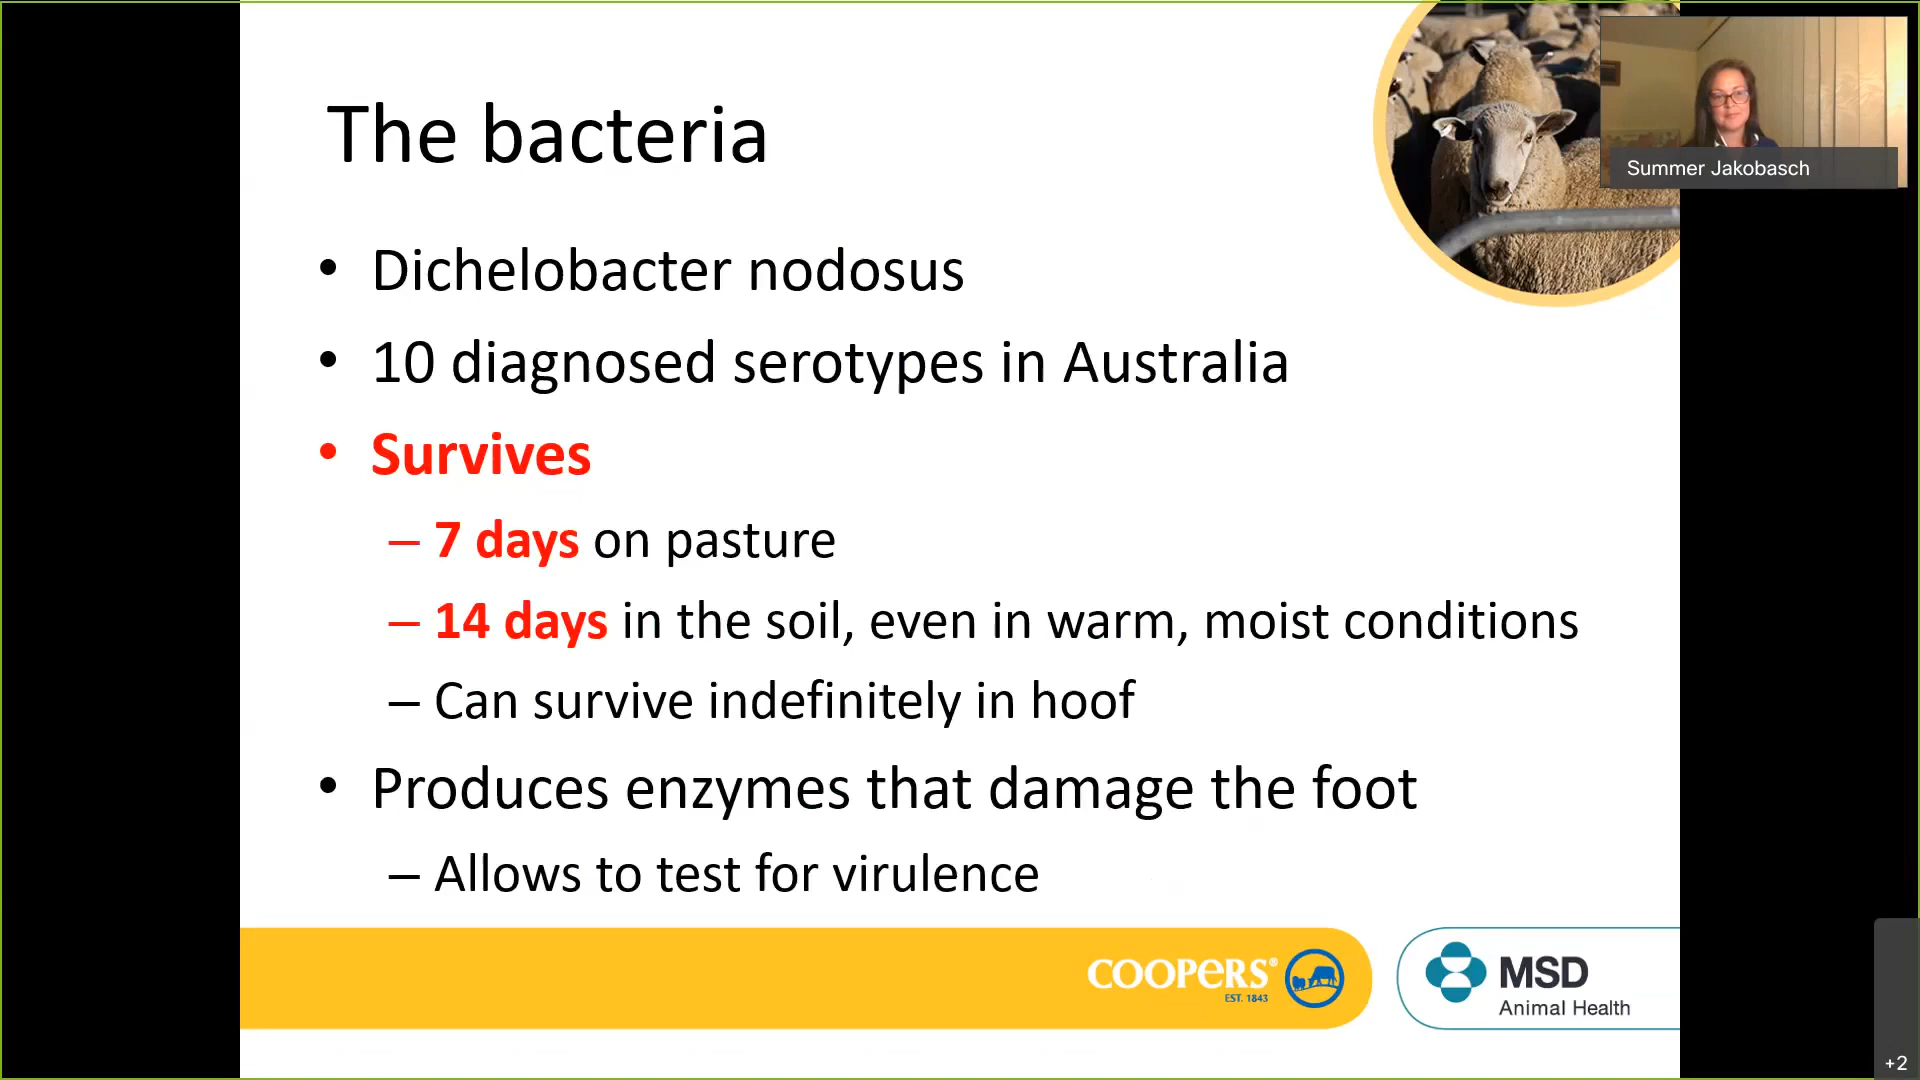 The bacteria
Summer Jakobasch
• Dichelobacter nodosus
• 10 diagnosed serotypes in Australia
• Survives
– 7 days on pasture
– 14 days in the soil, even in warm, moist conditions
– Can survive indefinitely in hoof
• Produces enzymes that damage the foot
– Allows to test for virulence
COOPERS®
EST. 1843
MSD
Animal Health
+2